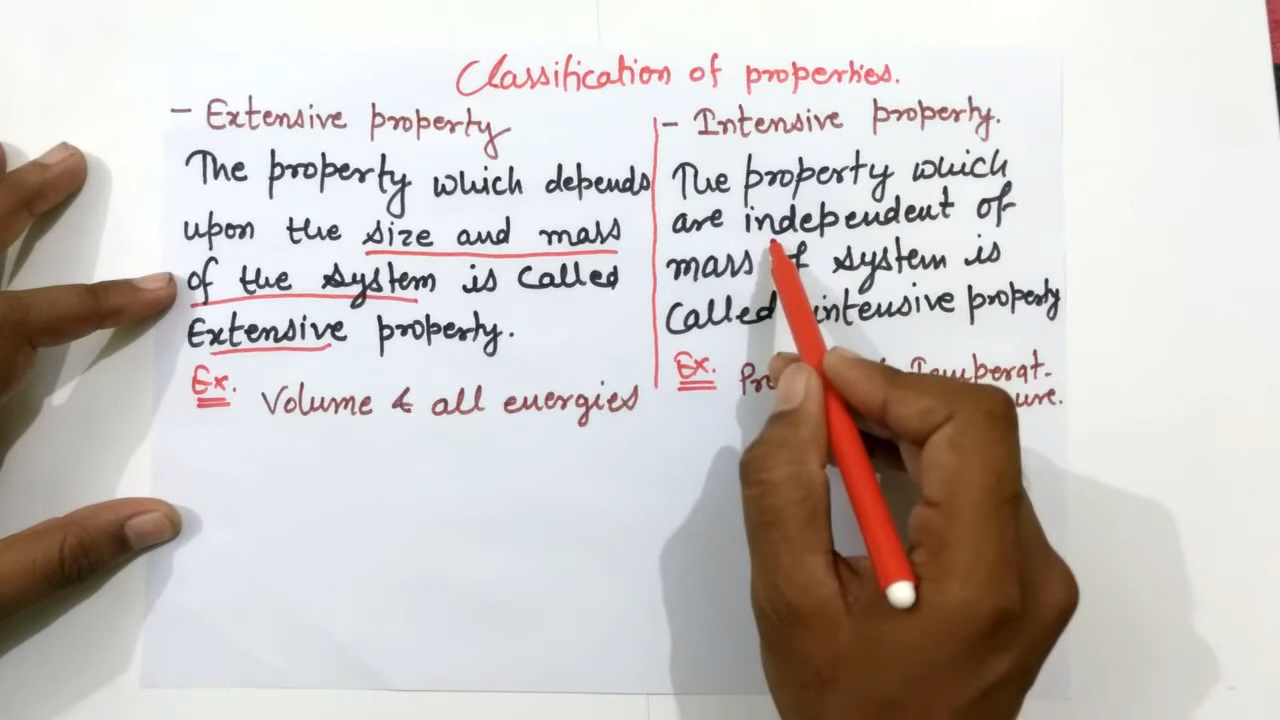 Classification of properties.
- Extensive property
The property which depends
upon the size and mass
of the system is called
Extensive property.
Ex. Volume & all energies
- Intensive property.
The property which
are independent of
mass of system is
called intensive property
Ex. Temperat-
ure.